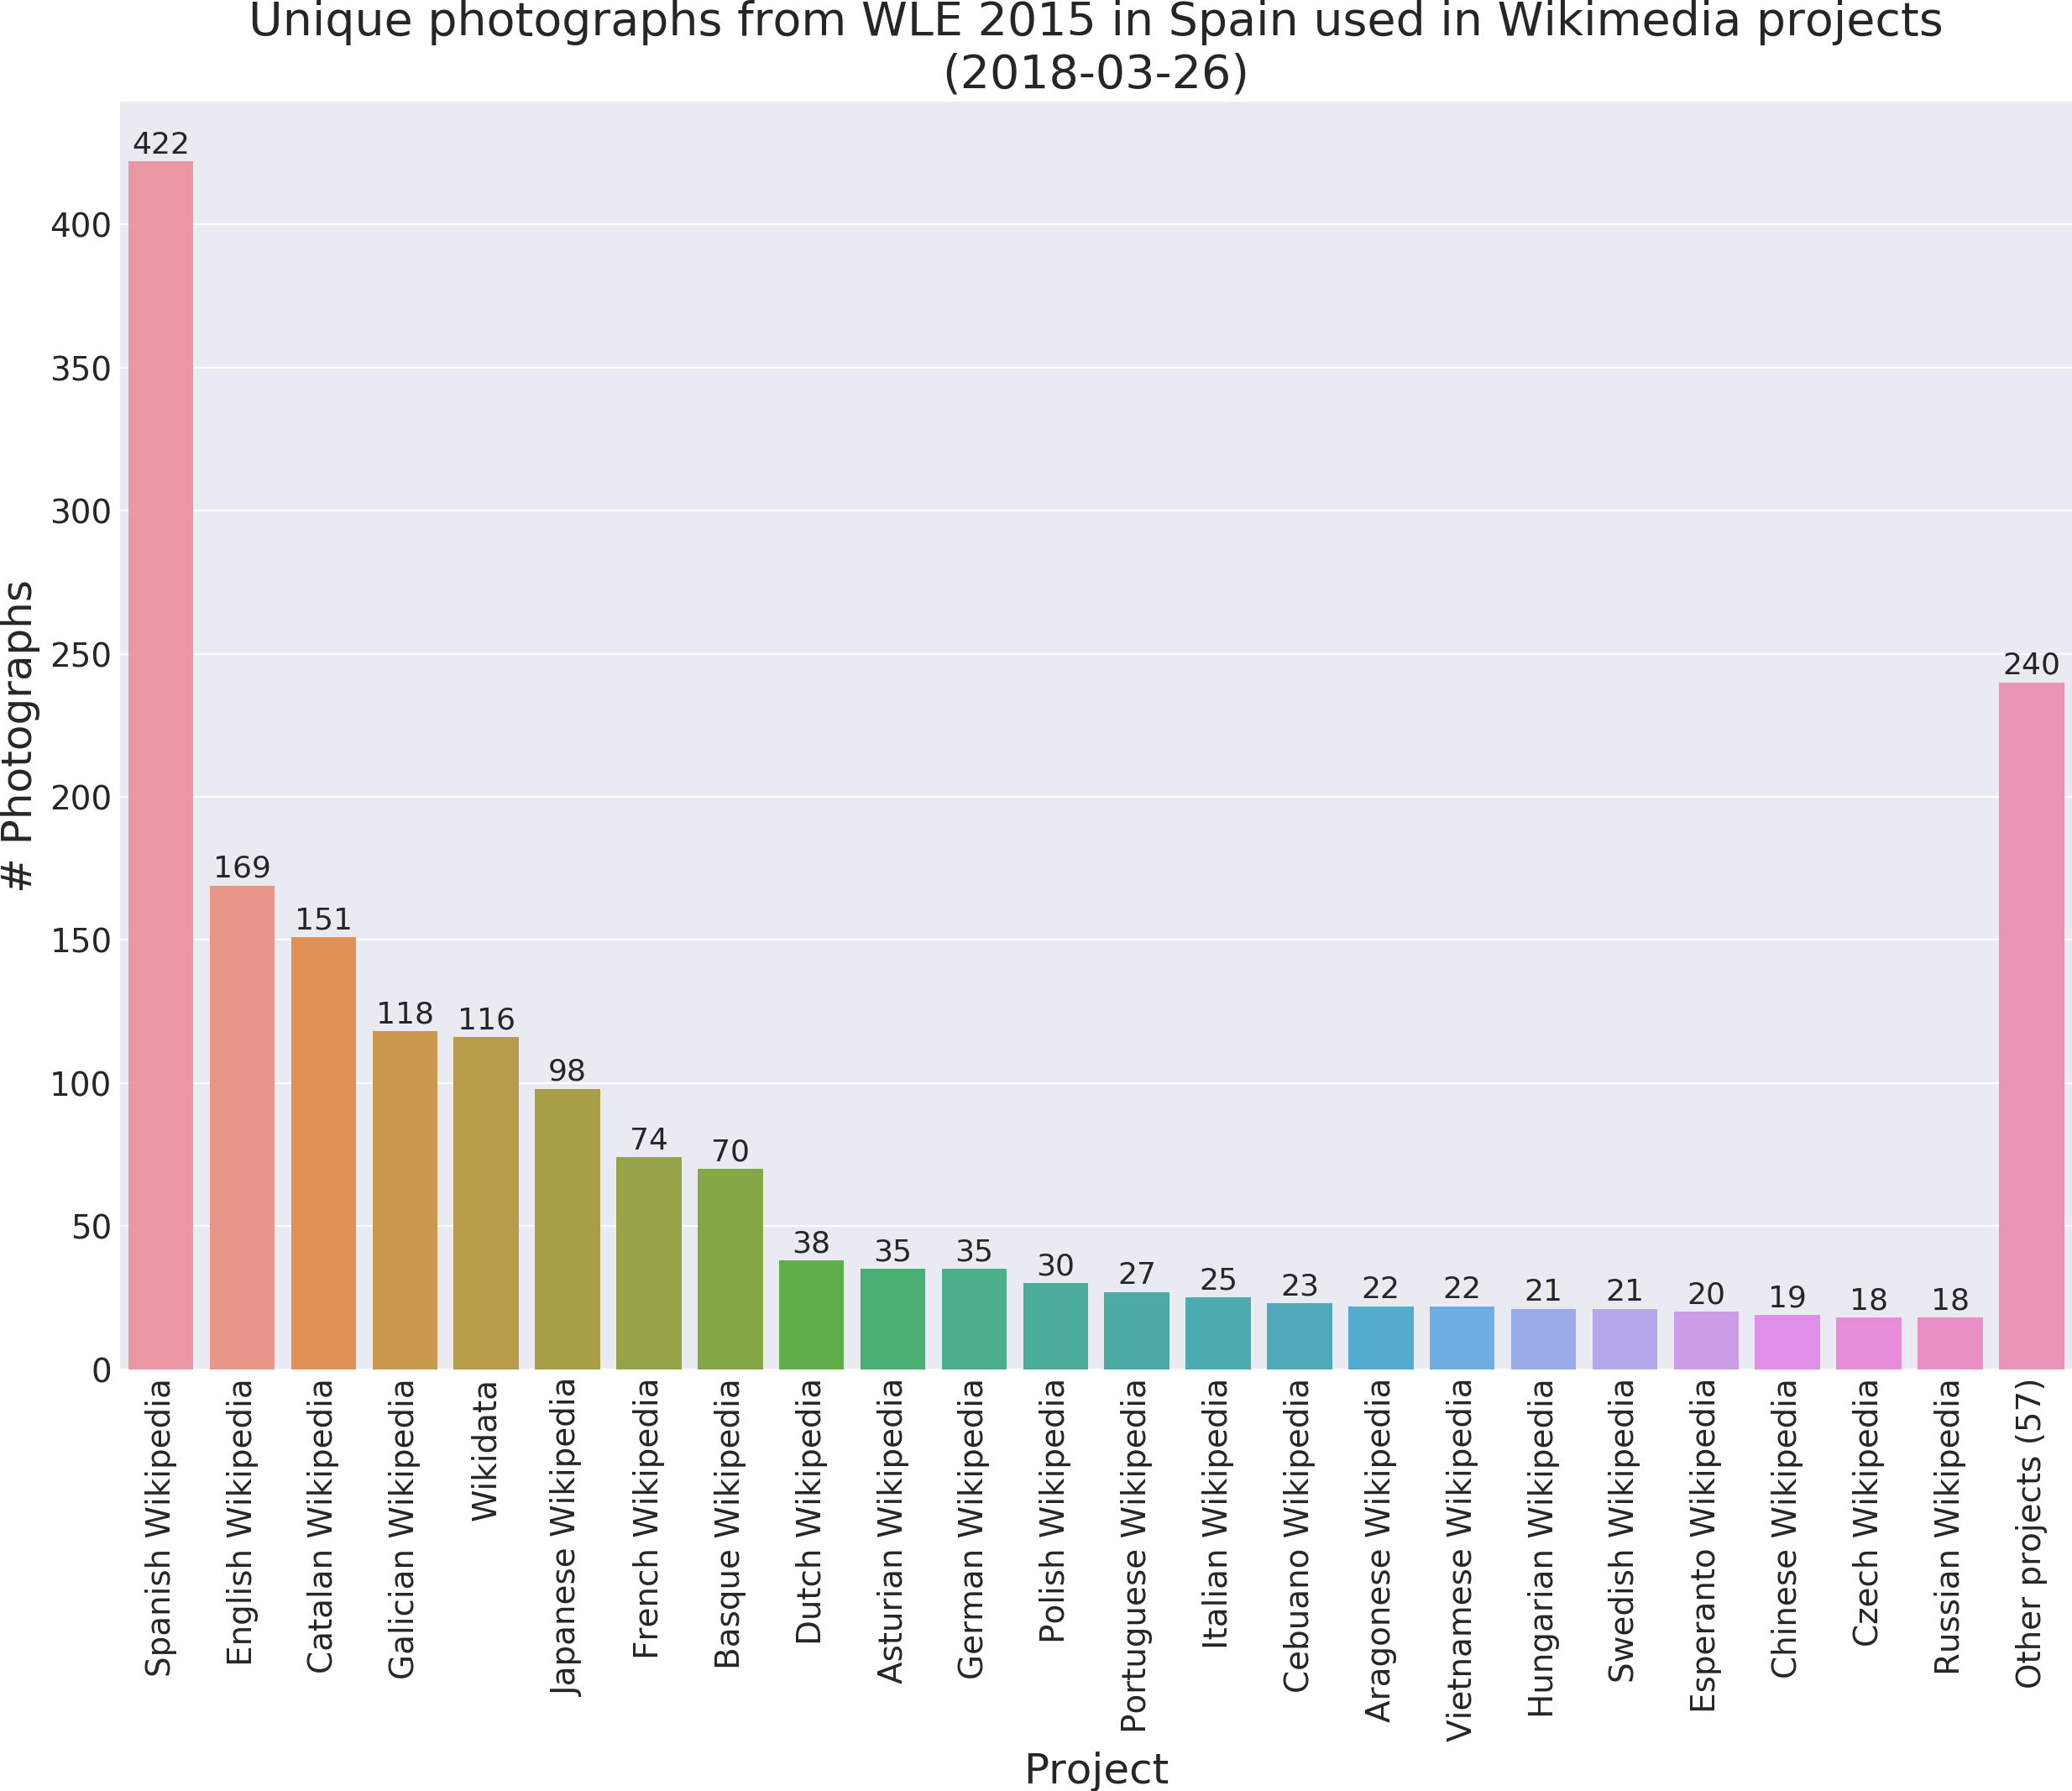 Unique photographs from WLE 2015 in Spain used in Wikimedia projects
(2018-03-26)
# Photographs
400
350
300
250
200
150
100
50
0
422
169
151
118
116
98
74
70
38
35
35
30
27
25
23
22
22
21
21
20
19
18
18
240
Spanish Wikipedia
English Wikipedia
Catalan Wikipedia
Galician Wikipedia
Wikidata
Japanese Wikipedia
French Wikipedia
Basque Wikipedia
Dutch Wikipedia
Asturian Wikipedia
German Wikipedia
Polish Wikipedia
Portuguese Wikipedia
Italian Wikipedia
Cebuano Wikipedia
Aragonese Wikipedia
Vietnamese Wikipedia
Hungarian Wikipedia
Swedish Wikipedia
Esperanto Wikipedia
Chinese Wikipedia
Czech Wikipedia
Russian Wikipedia
Other projects (57)
Project